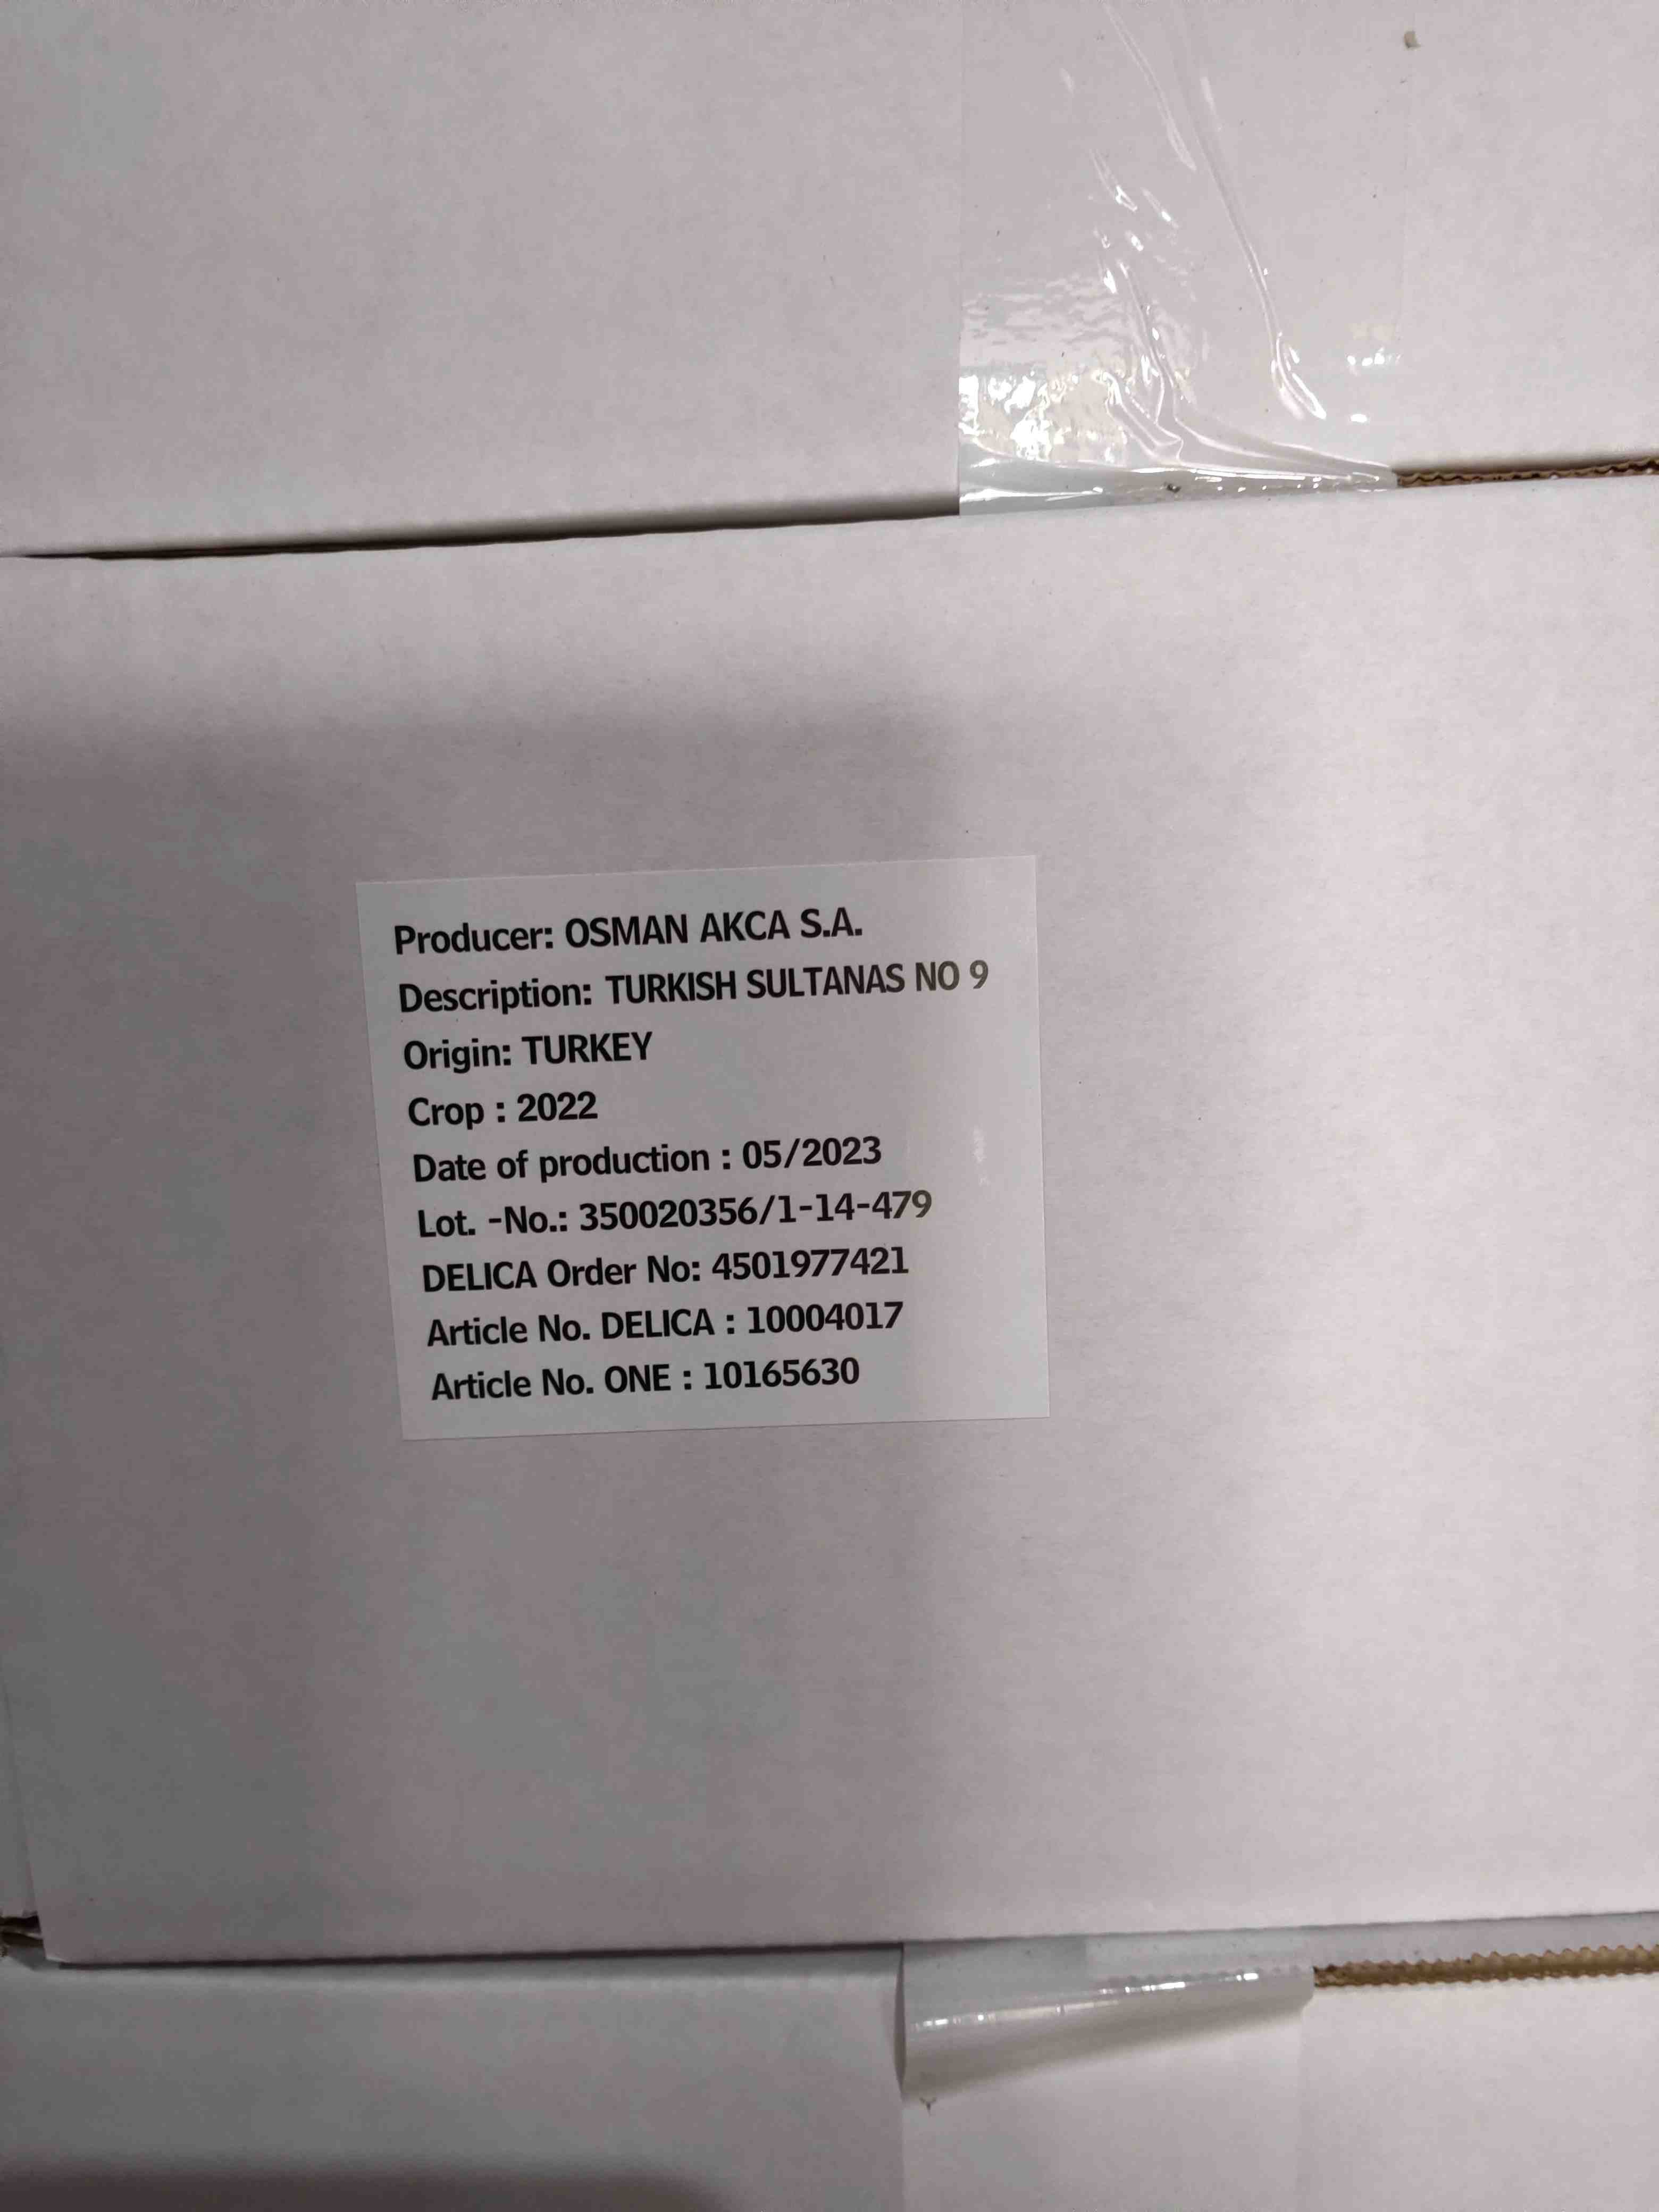 Producer: OSMAN AKCA S.A.
Description: TURKISH SULTANAS NO 9
Origin: TURKEY
Crop : 2022
Date of production : 05/2023
Lot. -No.: 350020356/1-14-479
DELICA Order No: 4501977421
Article No. DELICA : 10004017
Article No. ONE : 10165630